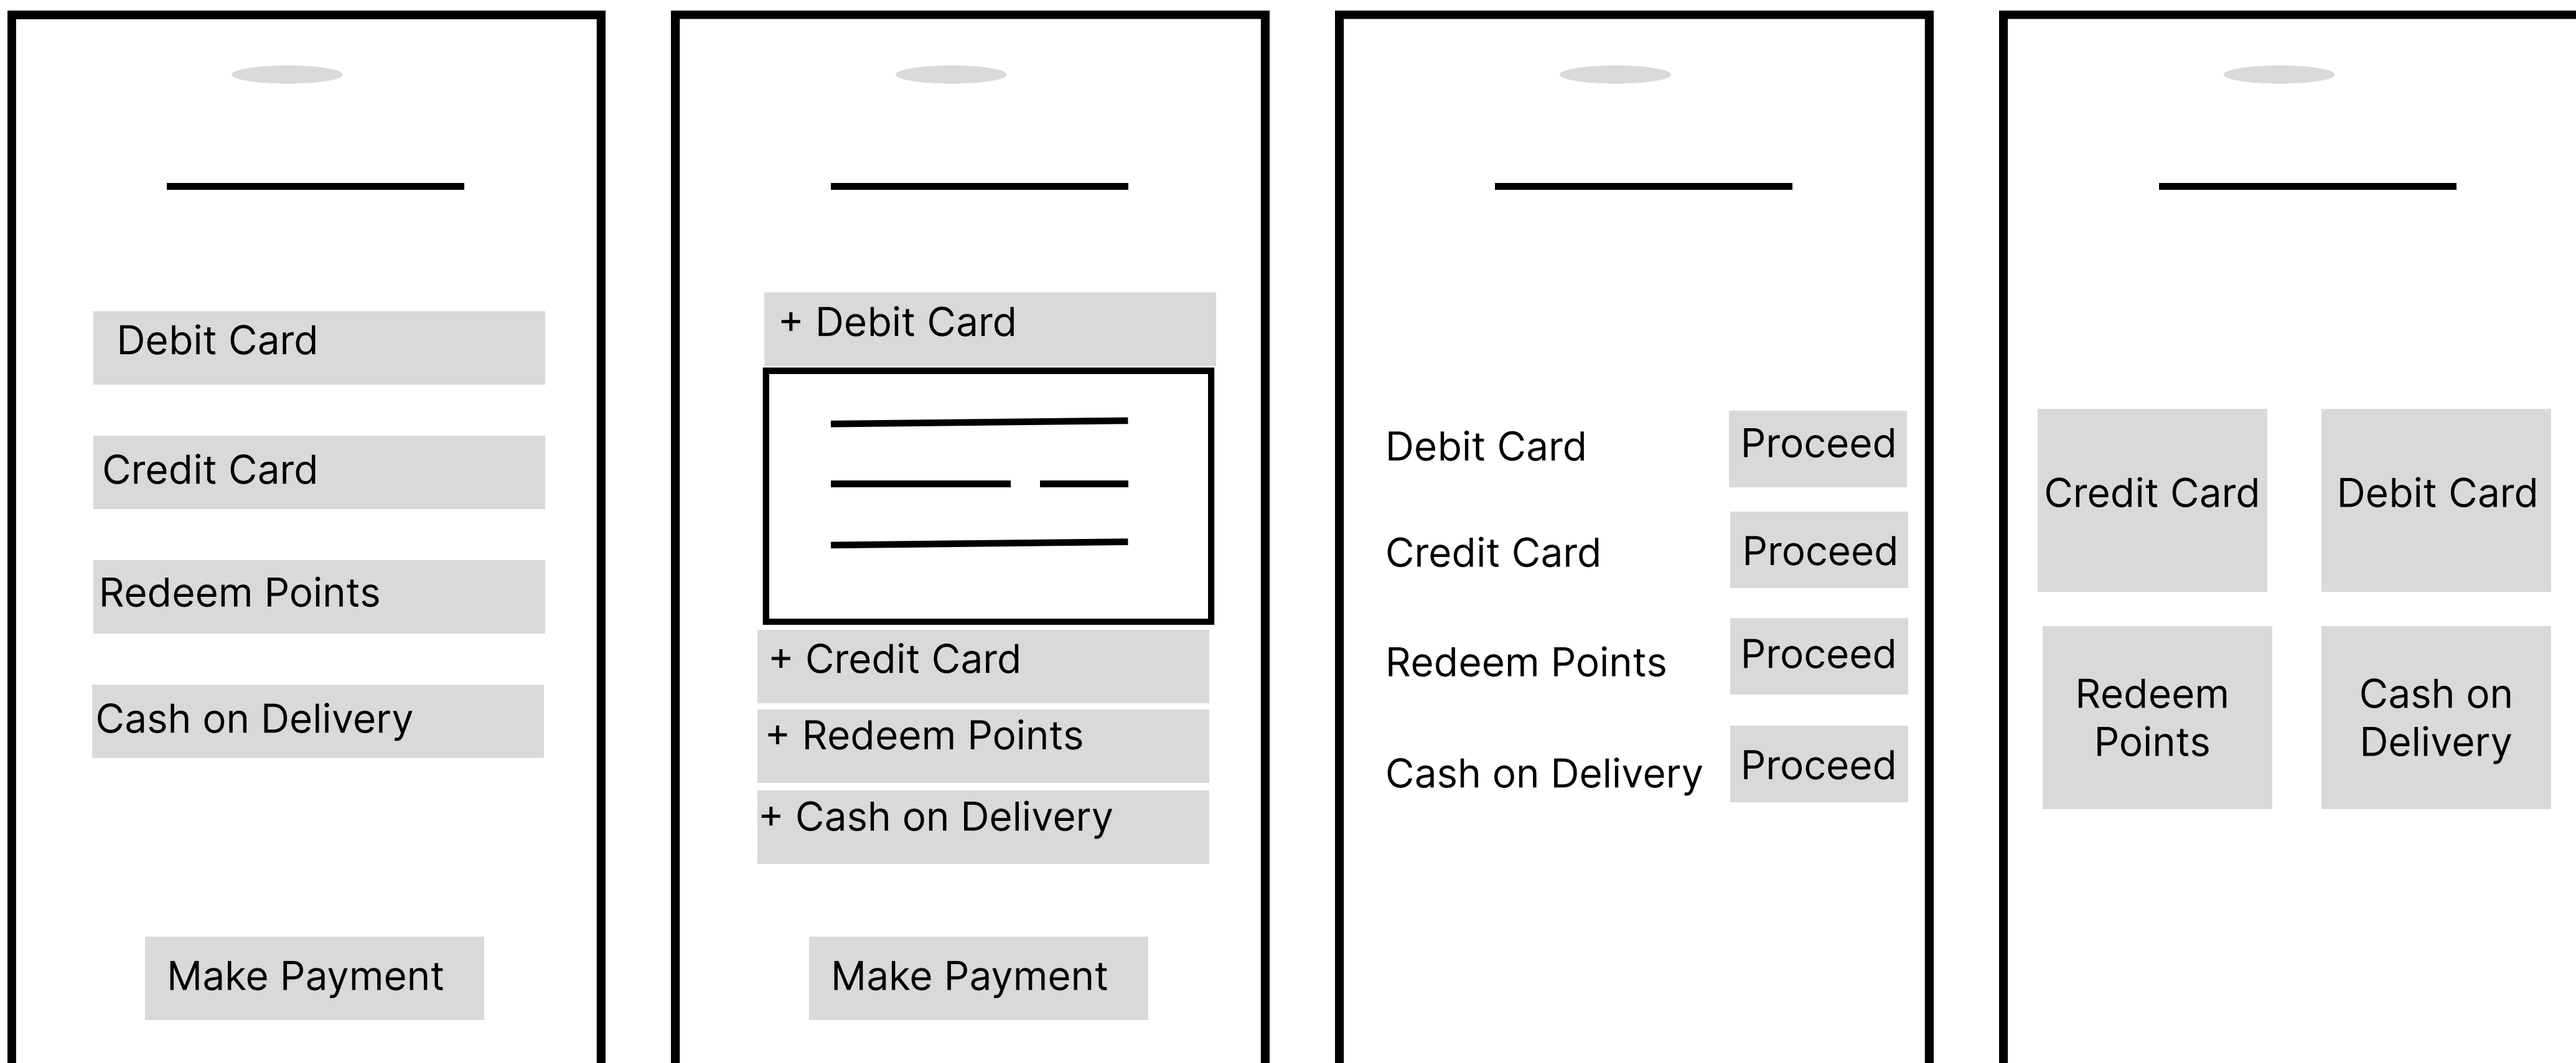 Debit Card
Credit Card
Redeem Points
Cash on Delivery
Make Payment
+ Debit Card
+ Credit Card
+ Redeem Points
+ Cash on Delivery
Make Payment
Debit Card Proceed
Credit Card Proceed
Redeem Points Proceed
Cash on Delivery Proceed
Credit Card
Debit Card
Redeem
Points
Cash on
Delivery